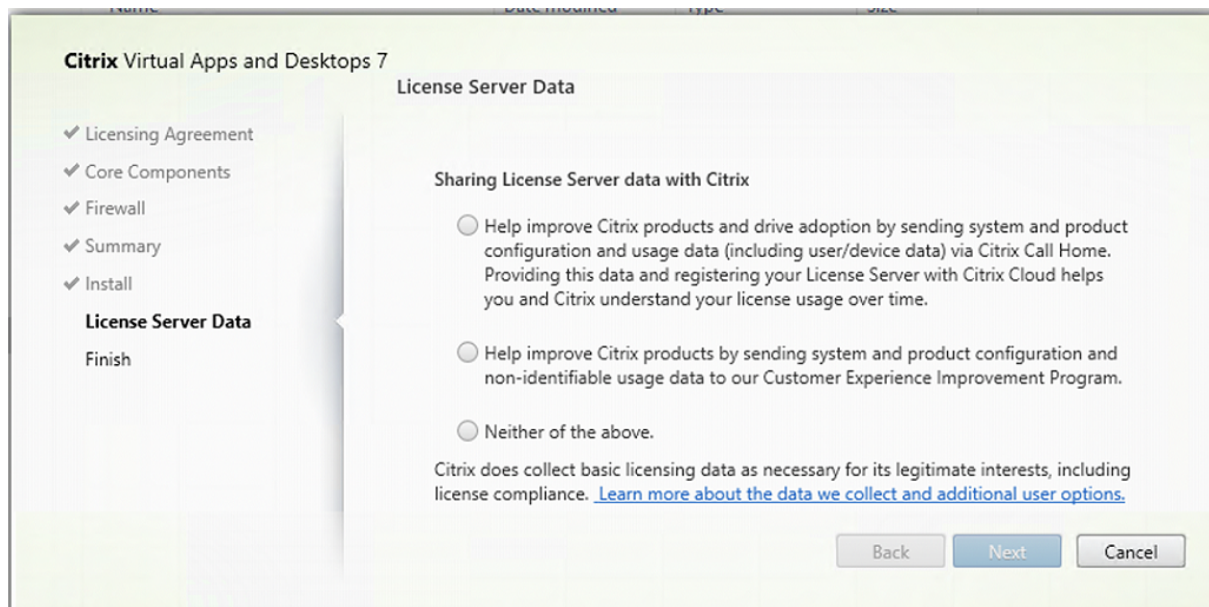 Name Date modified Type Size
Citrix Virtual Apps and Desktops 7
License Server Data
Licensing Agreement
Core Components
Firewall
Summary
Install
License Server Data
Finish
Sharing License Server data with Citrix
Help improve Citrix products and drive adoption by sending system and product
configuration and usage data (including user/device data) via Citrix Call Home.
Providing this data and registering your License Server with Citrix Cloud helps
you and Citrix understand your license usage over time.
Help improve Citrix products by sending system and product configuration and
non-identifiable usage data to our Customer Experience Improvement Program.
Neither of the above.
Citrix does collect basic licensing data as necessary for its legitimate interests, including
license compliance. Learn more about the data we collect and additional user options.
Back Next Cancel